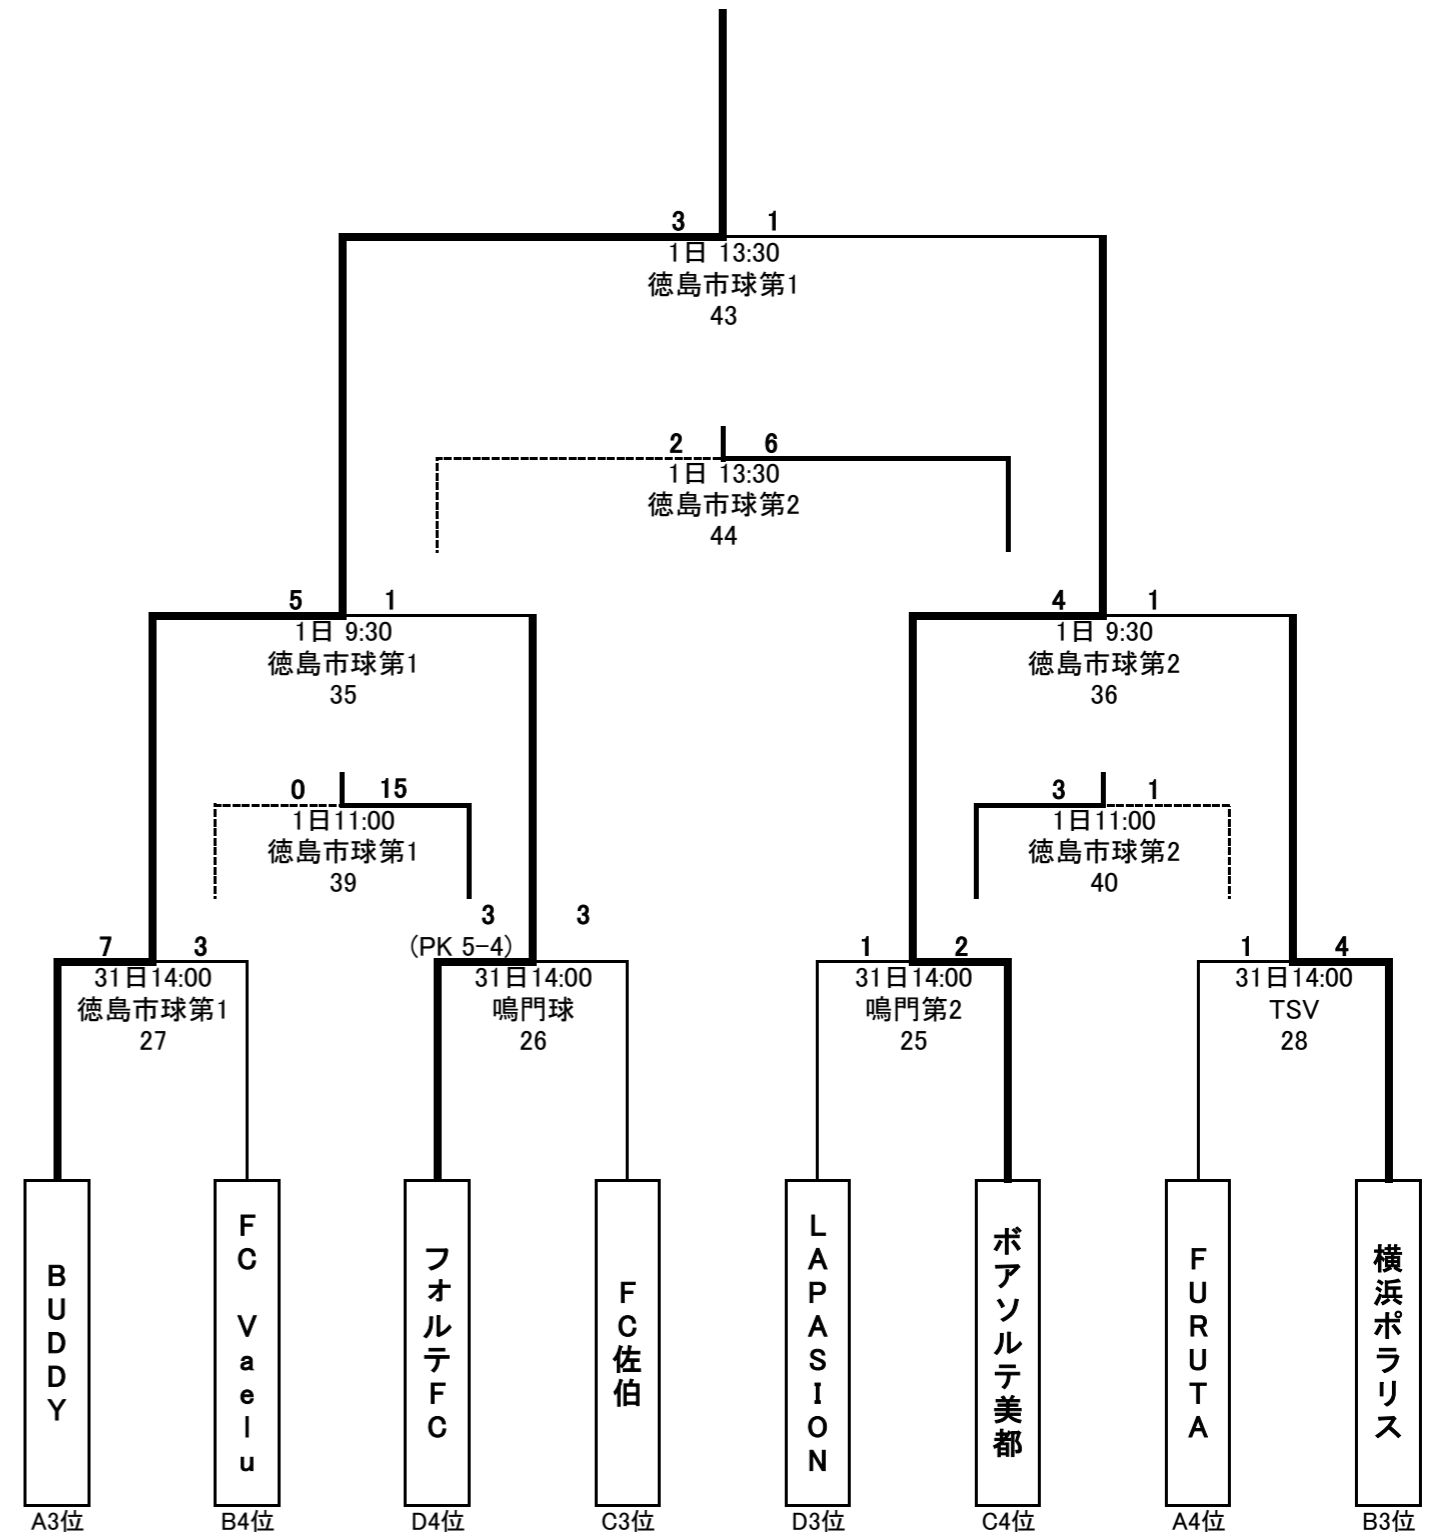 3 1
1日 13:30
徳島市球第1
43
2 6
1日 13:30
徳島市球第2
44
5 1
1日 9:30
徳島市球第1
35
4 1
1日 9:30
徳島市球第2
36
0 15
1日11:00
徳島市球第1
39
3 1
1日11:00
徳島市球第2
40
7 3
31日14:00
徳島市球第1
27
3 3
(PK 5-4)
31日14:00
鳴門球
26
1 2
31日14:00
鳴門第2
25
1 4
31日14:00
TSV
28
BUDDY
FC Vaelu
フォルテFC
FC佐伯
LAPASION
ボアソルテ美都
FURUTA
横浜ポラリス
A3位 B4位 D4位 C3位 D3位 C4位 A4位 B3位